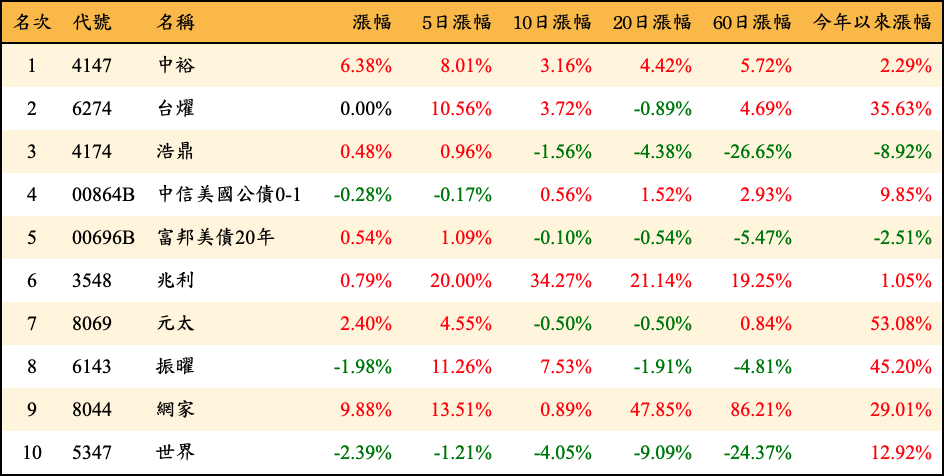 名次 代號 名稱 漲幅 5日漲幅 10日漲幅 20日漲幅 60日漲幅 今年以來漲幅
1 4147 中裕 6.38% 8.01% 3.16% 4.42% 5.72% 2.29%
2 6274 台燿 0.00% 10.56% 3.72% -0.89% 4.69% 35.63%
3 4174 浩鼎 0.48% 0.96% -1.56% -4.38% -26.65% -8.92%
4 00864B 中信美國公債0-1 -0.28% -0.17% 0.56% 1.52% 2.93% 9.85%
5 00696B 富邦美債20年 0.54% 1.09% -0.10% -0.54% -5.47% -2.51%
6 3548 兆利 0.79% 20.00% 34.27% 21.14% 19.25% 1.05%
7 8069 元太 2.40% 4.55% -0.50% -0.50% 0.84% 53.08%
8 6143 振曜 -1.98% 11.26% 7.53% -1.91% -4.81% 45.20%
9 8044 網家 9.88% 13.51% 0.89% 47.85% 86.21% 29.01%
10 5347 世界 -2.39% -1.21% -4.05% -9.09% -24.37% 12.92%